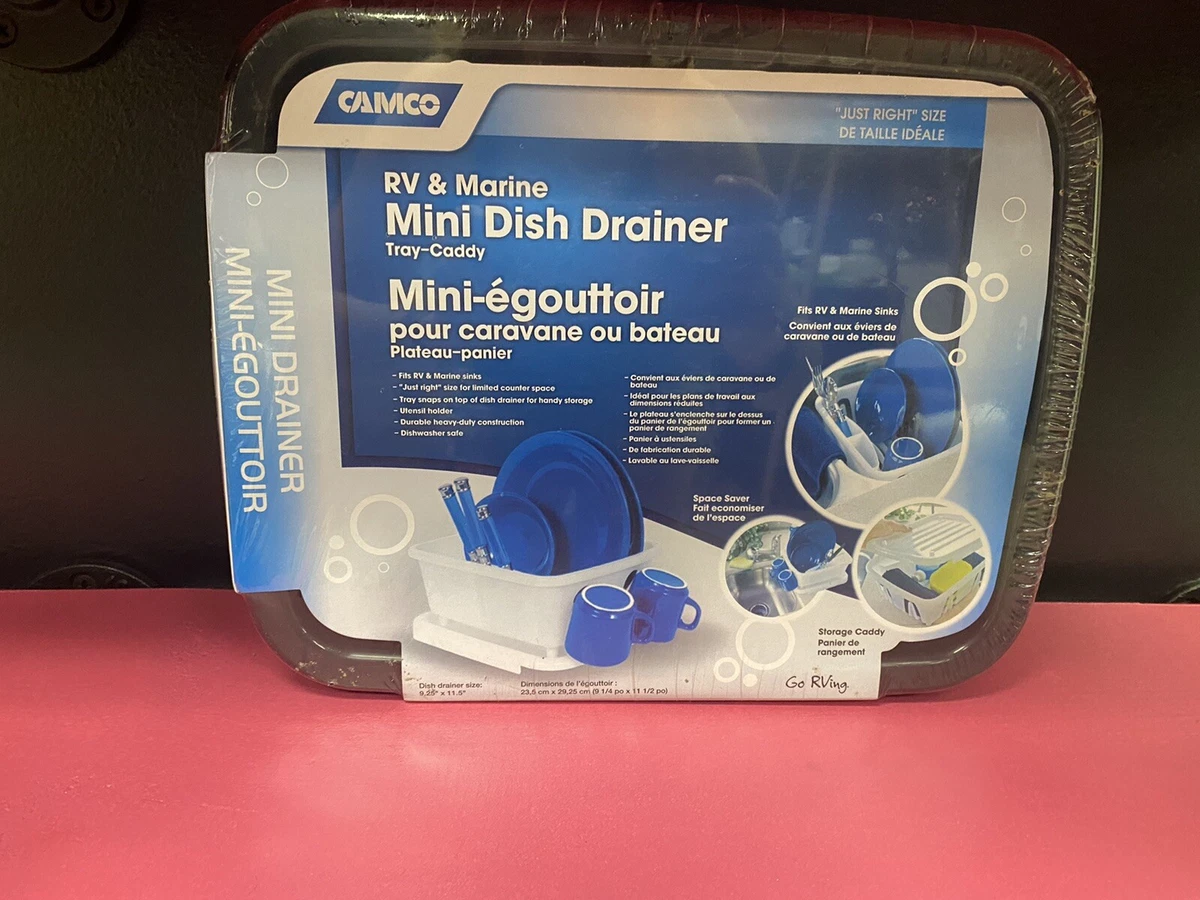 CAMCO
"JUST RIGHT" SIZE
DE TAILLE IDÉALE
RV & Marine
Mini Dish Drainer
Tray-Caddy
Mini-égouttoir
pour caravane ou bateau
Plateau-panier
- Fits RV & Marine sinks
- "Just right" size for limited counter space
- Tray snaps on top of dish drainer for handy storage
- Utensil holder
- Durable heavy-duty construction
- Dishwasher safe
- Convient aux éviers de caravane ou de
bateau
- Idéal pour les plans de travail aux
dimensions réduites
- Le plateau s'enclenche sur le dessus
du panier de l'égouttoir pour former un
panier de rangement
- Panier à ustensiles
- De fabrication durable
- Lavable au lave-vaisselle
Fits RV & Marine Sinks
Convient aux éviers de
caravane ou de bateau
Space Saver
Fait economiser
de l'espace
Storage Caddy
Panier de
rangement
MINI DRAINER
MINI-ÉGOUTTOIR
Dish drainer size:
9.25" x 11.5"
Dimensions de l'égouttoir :
23,5 cm x 29,25 cm (9 1/4 po x 11 1/2 po)
Go RVing